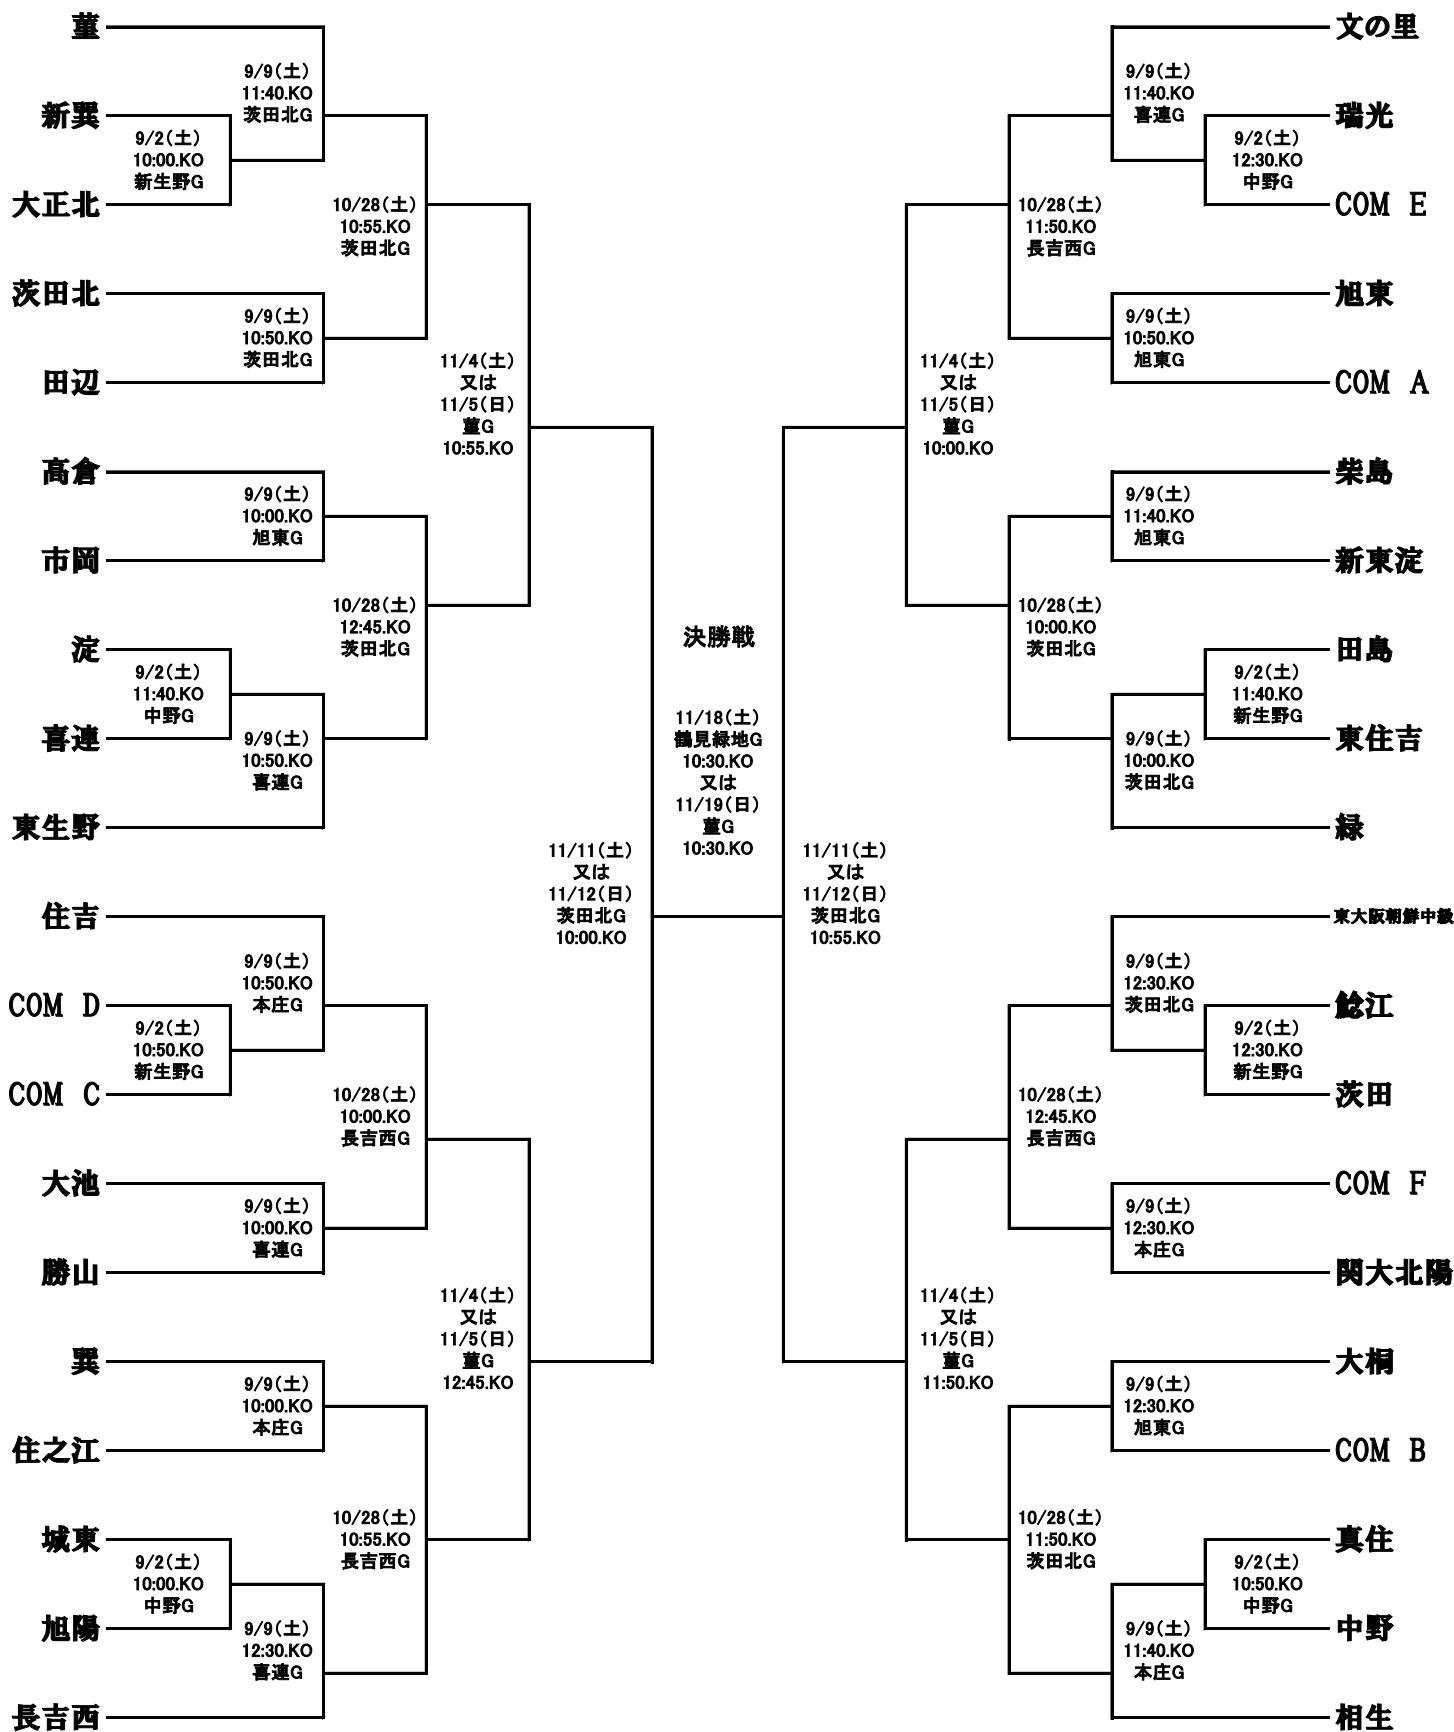 菫
9/9(土)
11:40.KO
茨田北G
新巽
9/2(土)
10:00.KO
新生野G
大正北
10/28(土)
10:55.KO
茨田北G
茨田北
9/9(土)
10:50.KO
茨田北G
田辺
11/4(土)
又は
11/5(日)
菫G
10:55.KO
高倉
9/9(土)
10:00.KO
旭東G
市岡
10/28(土)
12:45.KO
茨田北G
淀
9/2(土)
11:40.KO
中野G
喜連
9/9(土)
10:50.KO
喜連G
東生野
11/11(土)
又は
11/12(日)
茨田北G
10:00.KO
住吉
9/9(土)
10:50.KO
本庄G
COM D
9/2(土)
10:50.KO
新生野G
COM C
10/28(土)
10:00.KO
長吉西G
大池
9/9(土)
10:00.KO
喜連G
勝山
11/4(土)
又は
11/5(日)
菫G
12:45.KO
巽
9/9(土)
10:00.KO
本庄G
住之江
10/28(土)
10:55.KO
長吉西G
城東
9/2(土)
10:00.KO
中野G
旭陽
9/9(土)
12:30.KO
喜連G
長吉西
決勝戦
11/18(土)
鶴見緑地G
10:30.KO
又は
11/19(日)
菫G
10:30.KO
文の里
9/9(土)
11:40.KO
喜連G
瑞光
9/2(土)
12:30.KO
中野G
COM E
10/28(土)
11:50.KO
長吉西G
旭東
9/9(土)
10:50.KO
旭東G
COM A
11/4(土)
又は
11/5(日)
菫G
10:00.KO
柴島
9/9(土)
11:40.KO
旭東G
新東淀
10/28(土)
10:00.KO
茨田北G
田島
9/2(土)
11:40.KO
新生野G
東住吉
9/9(土)
10:00.KO
茨田北G
緑
11/11(土)
又は
11/12(日)
茨田北G
10:55.KO
東大阪朝鮮中級
9/9(土)
12:30.KO
茨田北G
鯰江
9/2(土)
12:30.KO
新生野G
茨田
10/28(土)
12:45.KO
長吉西G
COM F
9/9(土)
12:30.KO
本庄G
関大北陽
11/4(土)
又は
11/5(日)
菫G
11:50.KO
大桐
9/9(土)
12:30.KO
旭東G
COM B
10/28(土)
11:50.KO
茨田北G
真住
9/2(土)
10:50.KO
中野G
中野
9/9(土)
11:40.KO
本庄G
相生